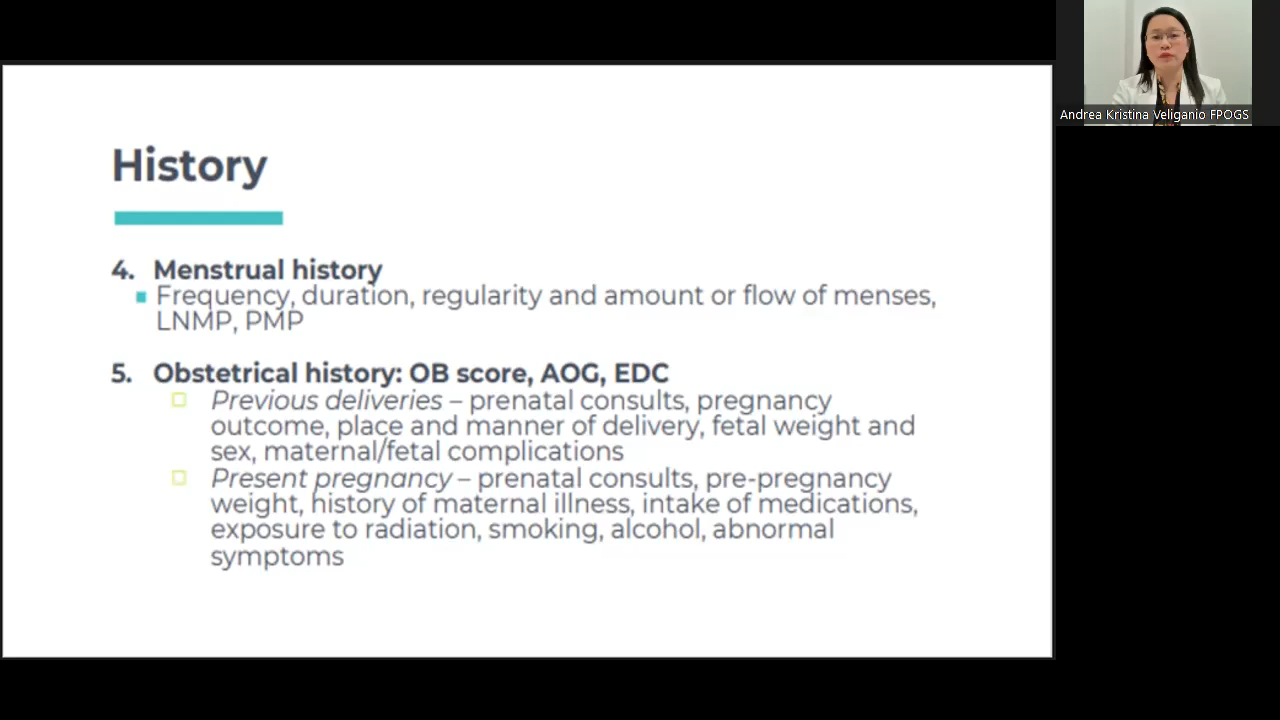 History
4. Menstrual history
Frequency, duration, regularity and amount or flow of menses,
LNMP, PMP
5. Obstetrical history: OB score, AOG, EDC
Previous deliveries – prenatal consults, pregnancy
outcome, place and manner of delivery, fetal weight and
sex, maternal/fetal complications
Present pregnancy – prenatal consults, pre-pregnancy
weight, history of maternal illness, intake of medications,
exposure to radiation, smoking, alcohol, abnormal
symptoms
Andrea Kristina Veliganio FPOGS